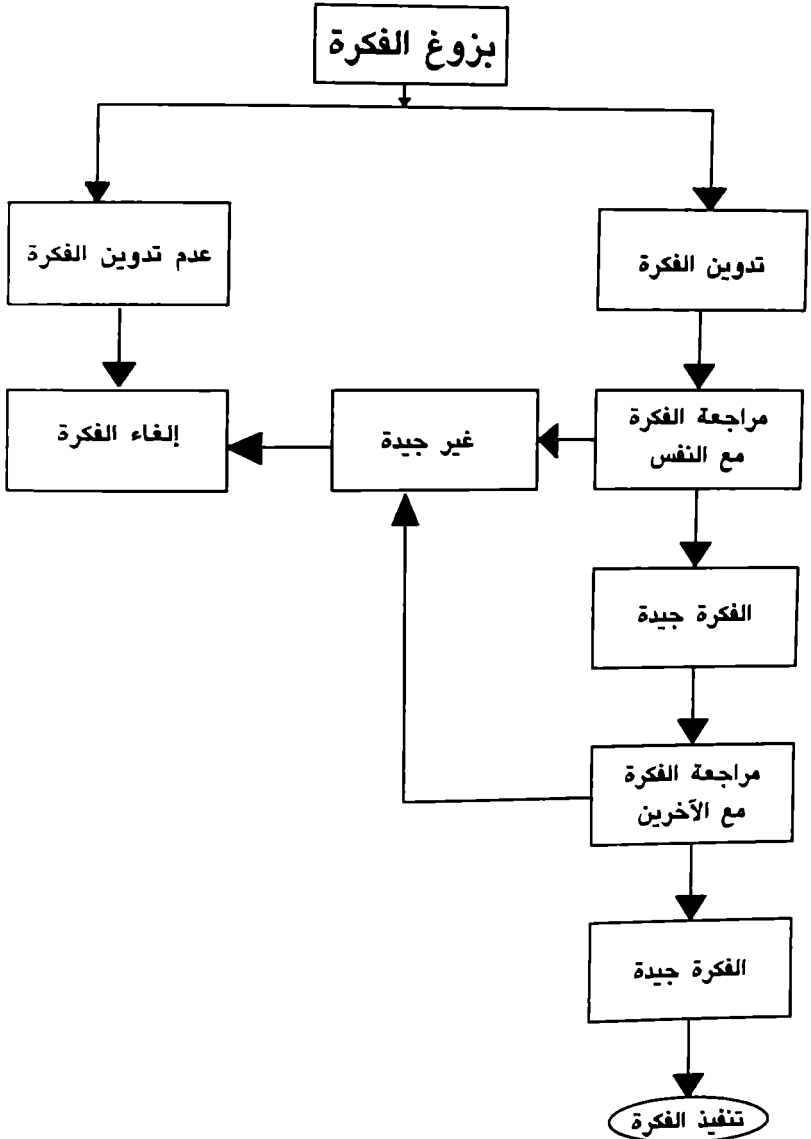 بزوغ الفكرة
تدوين الفكرة
عدم تدوين الفكرة
مراجعة الفكرة
مع النفس
غير جيدة
إلغاء الفكرة
الفكرة جيدة
مراجعة الفكرة
مع الآخرين
الفكرة جيدة
تنفيذ الفكرة